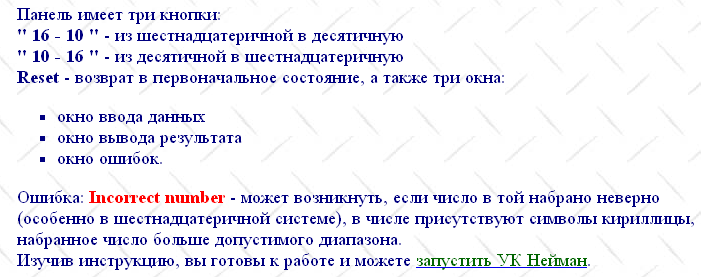 Панель имеет три кнопки:
" 16 - 10 " - из шестнадцатеричной в десятичную
" 10 - 16 " - из десятичной в шестнадцатеричную
Reset - возврат в первоначальное состояние, а также три окна:
окно ввода данных
окно вывода результата
окно ошибок.
Ошибка: Incorrect number - может возникнуть, если число в той набрано неверно
(особенно в шестнадцатеричной системе), в числе присутствуют символы кириллицы,
набранное число больше допустимого диапазона.
Изучив инструкцию, вы готовы к работе и можете запустить УК Нейман.